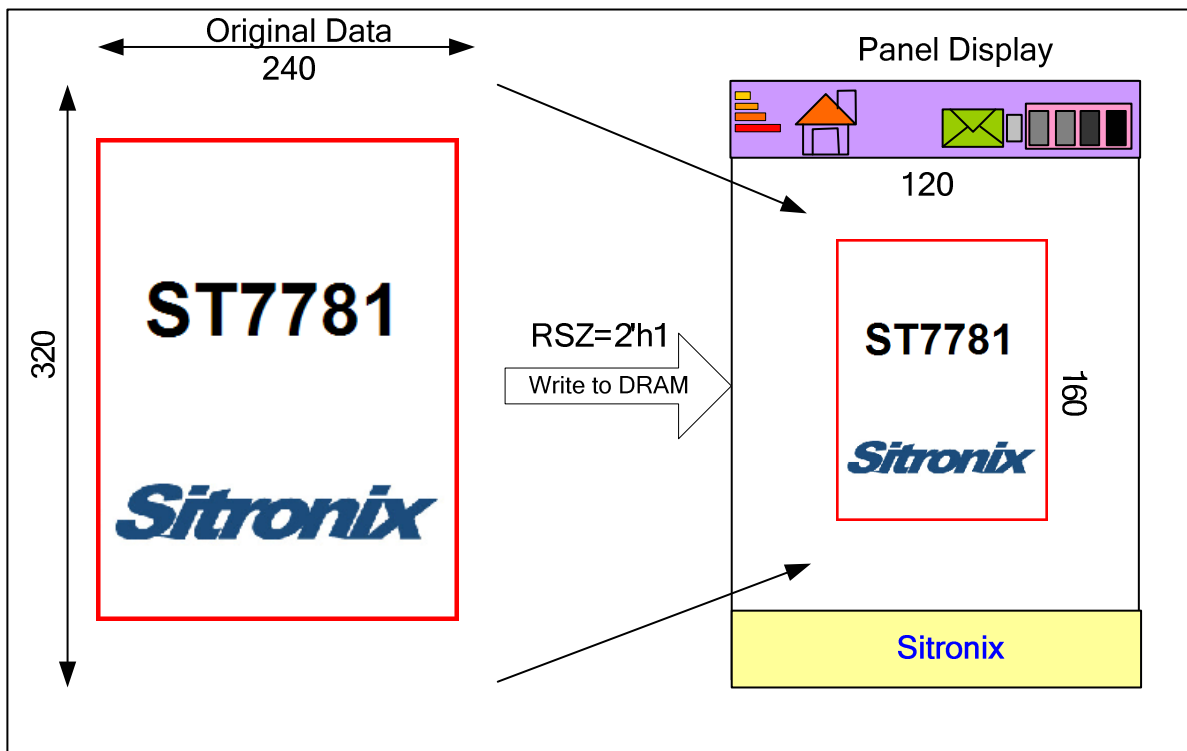 Original Data
240
320
ST7781
Sitronix
RSZ=2'h1
Write to DRAM
Panel Display
120
ST7781
160
Sitronix
Sitronix